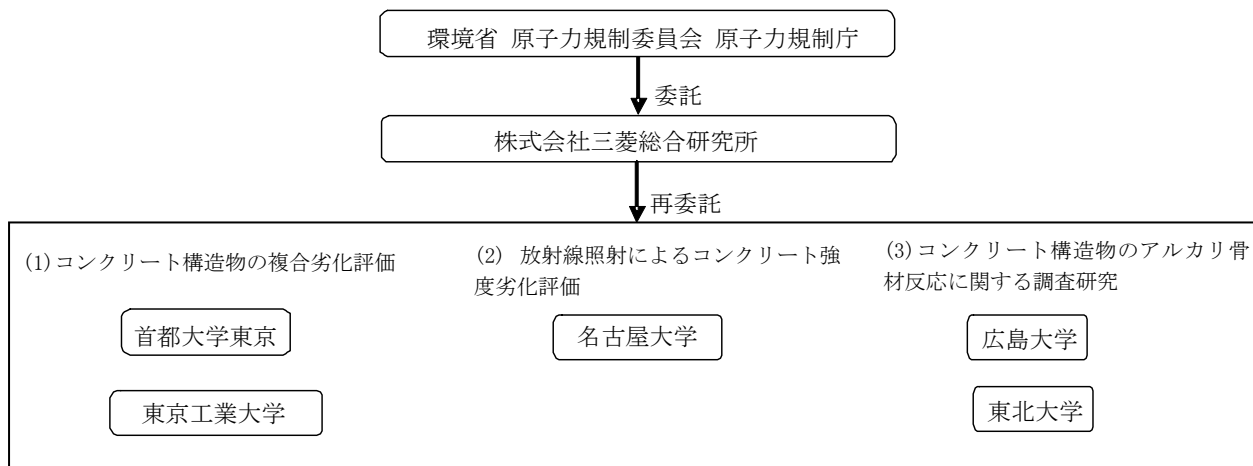 環境省 原子力規制委員会 原子力規制庁
委託
株式会社三菱総合研究所
再委託
(1)コンクリート構造物の複合劣化評価
首都大学東京
東京工業大学
(2) 放射線照射によるコンクリート強
度劣化評価
名古屋大学
(3)コンクリート構造物のアルカリ骨
材反応に関する調査研究
広島大学
東北大学